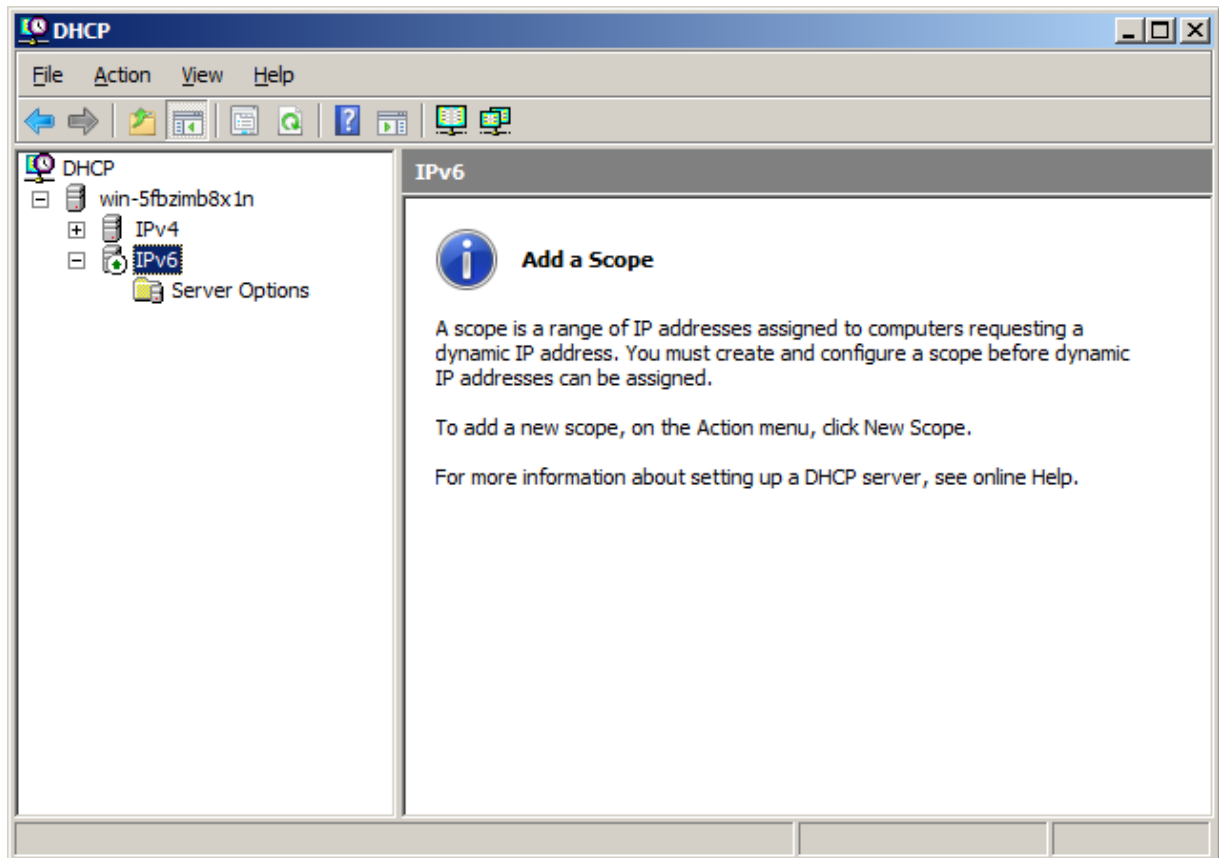 DHCP
File Action View Help
DHCP
win-5fbzimb8x1n
IPv4
IPv6
Server Options
IPv6
Add a Scope
A scope is a range of IP addresses assigned to computers requesting a
dynamic IP address. You must create and configure a scope before dynamic
IP addresses can be assigned.
To add a new scope, on the Action menu, click New Scope.
For more information about setting up a DHCP server, see online Help.